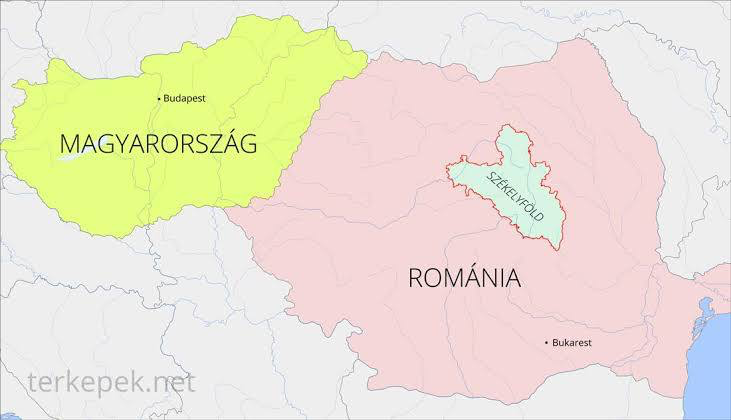 Budapest
MAGYARORSZÁG
SZÉKELYFÖLD
ROMÁNIA
Bukarest
terkepek.net